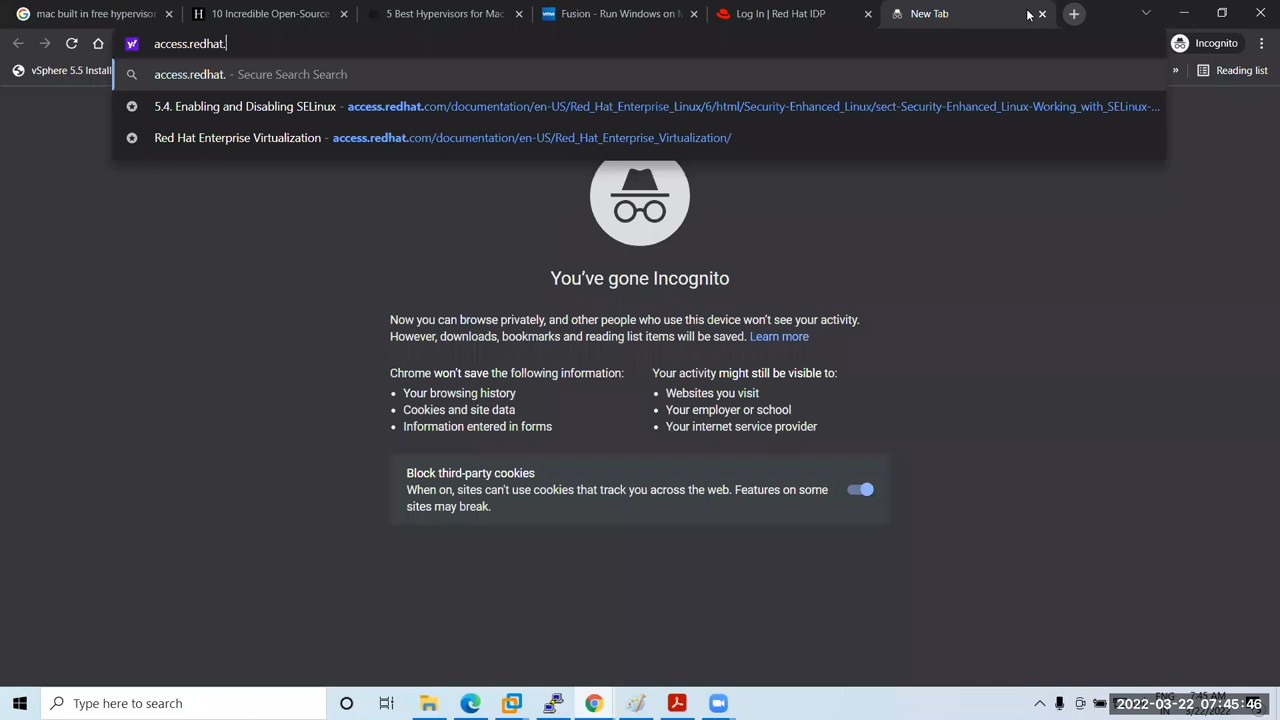 mac built in free hypervisor
10 Incredible Open-Source
5 Best Hypervisors for Mac
Fusion - Run Windows on M
Log In | Red Hat IDP
New Tab
access.redhat.
Incognito
vSphere 5.5 Install
»
Reading list
access.redhat. - Secure Search Search
5.4. Enabling and Disabling SELinux - access.redhat.com/documentation/en-US/Red_Hat_Enterprise_Linux/6/html/Security-Enhanced_Linux/sect-Security-Enhanced_Linux-Working_with_SELinux-...
Red Hat Enterprise Virtualization - access.redhat.com/documentation/en-US/Red_Hat_Enterprise_Virtualization/
You've gone Incognito
Now you can browse privately, and other people who use this device won't see your activity.
However, downloads, bookmarks and reading list items will be saved. Learn more
Chrome won't save the following information:
• Your browsing history
• Cookies and site data
• Information entered in forms
Your activity might still be visible to:
• Websites you visit
• Your employer or school
• Your internet service provider
Block third-party cookies
When on, sites can't use cookies that track you across the web. Features on some
sites may break.
Type here to search
ENG
7:45 AM
2022-03-22 07:45:46